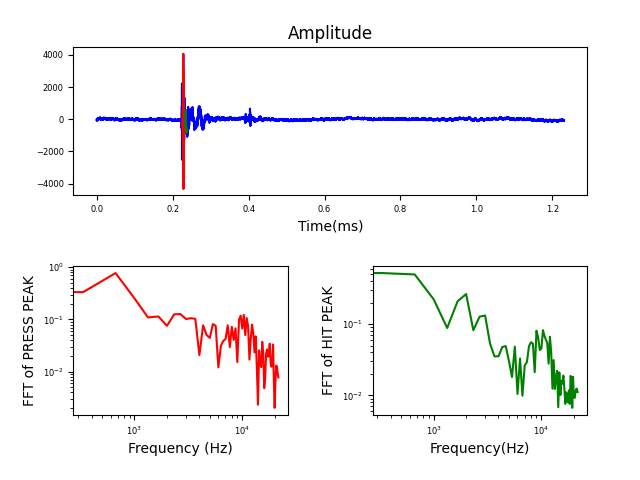 Amplitude
4000
2000
0
−2000
−4000
0.0 0.2 0.4 0.6 0.8 1.0 1.2
Time(ms)
FFT of PRESS PEAK
10⁰
10⁻¹
10⁻²
10³ 10⁴
Frequency (Hz)
FFT of HIT PEAK
10⁻¹
10⁻²
10³ 10⁴
Frequency(Hz)